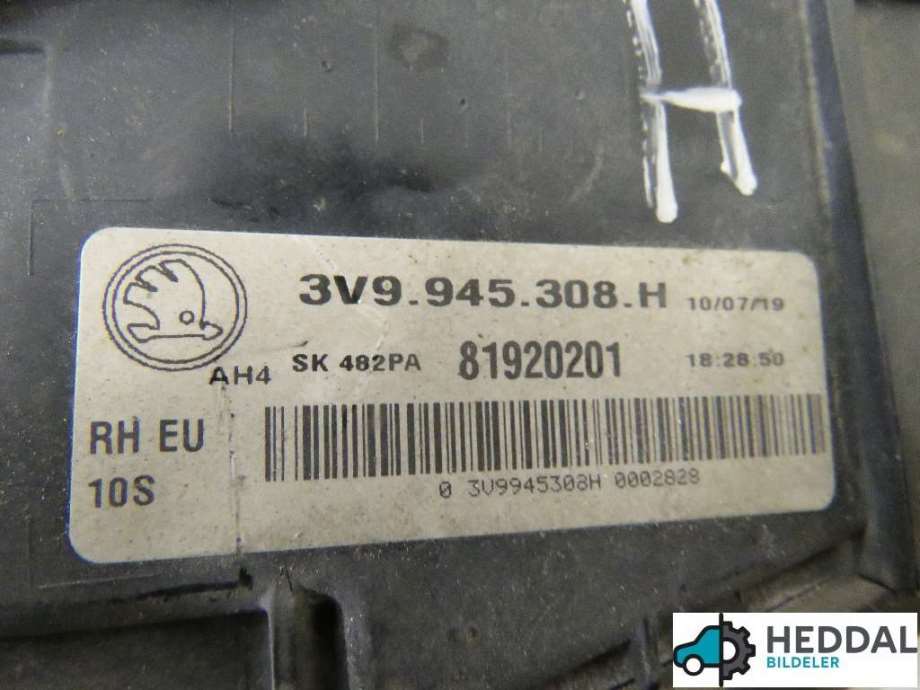 H
3V9.945.308.H 10/07/19
AH4 SK 482PA 81920201 18:28:50
RH EU
10S
0 3V9945308H 0002828
HEDDAL
BILDELER